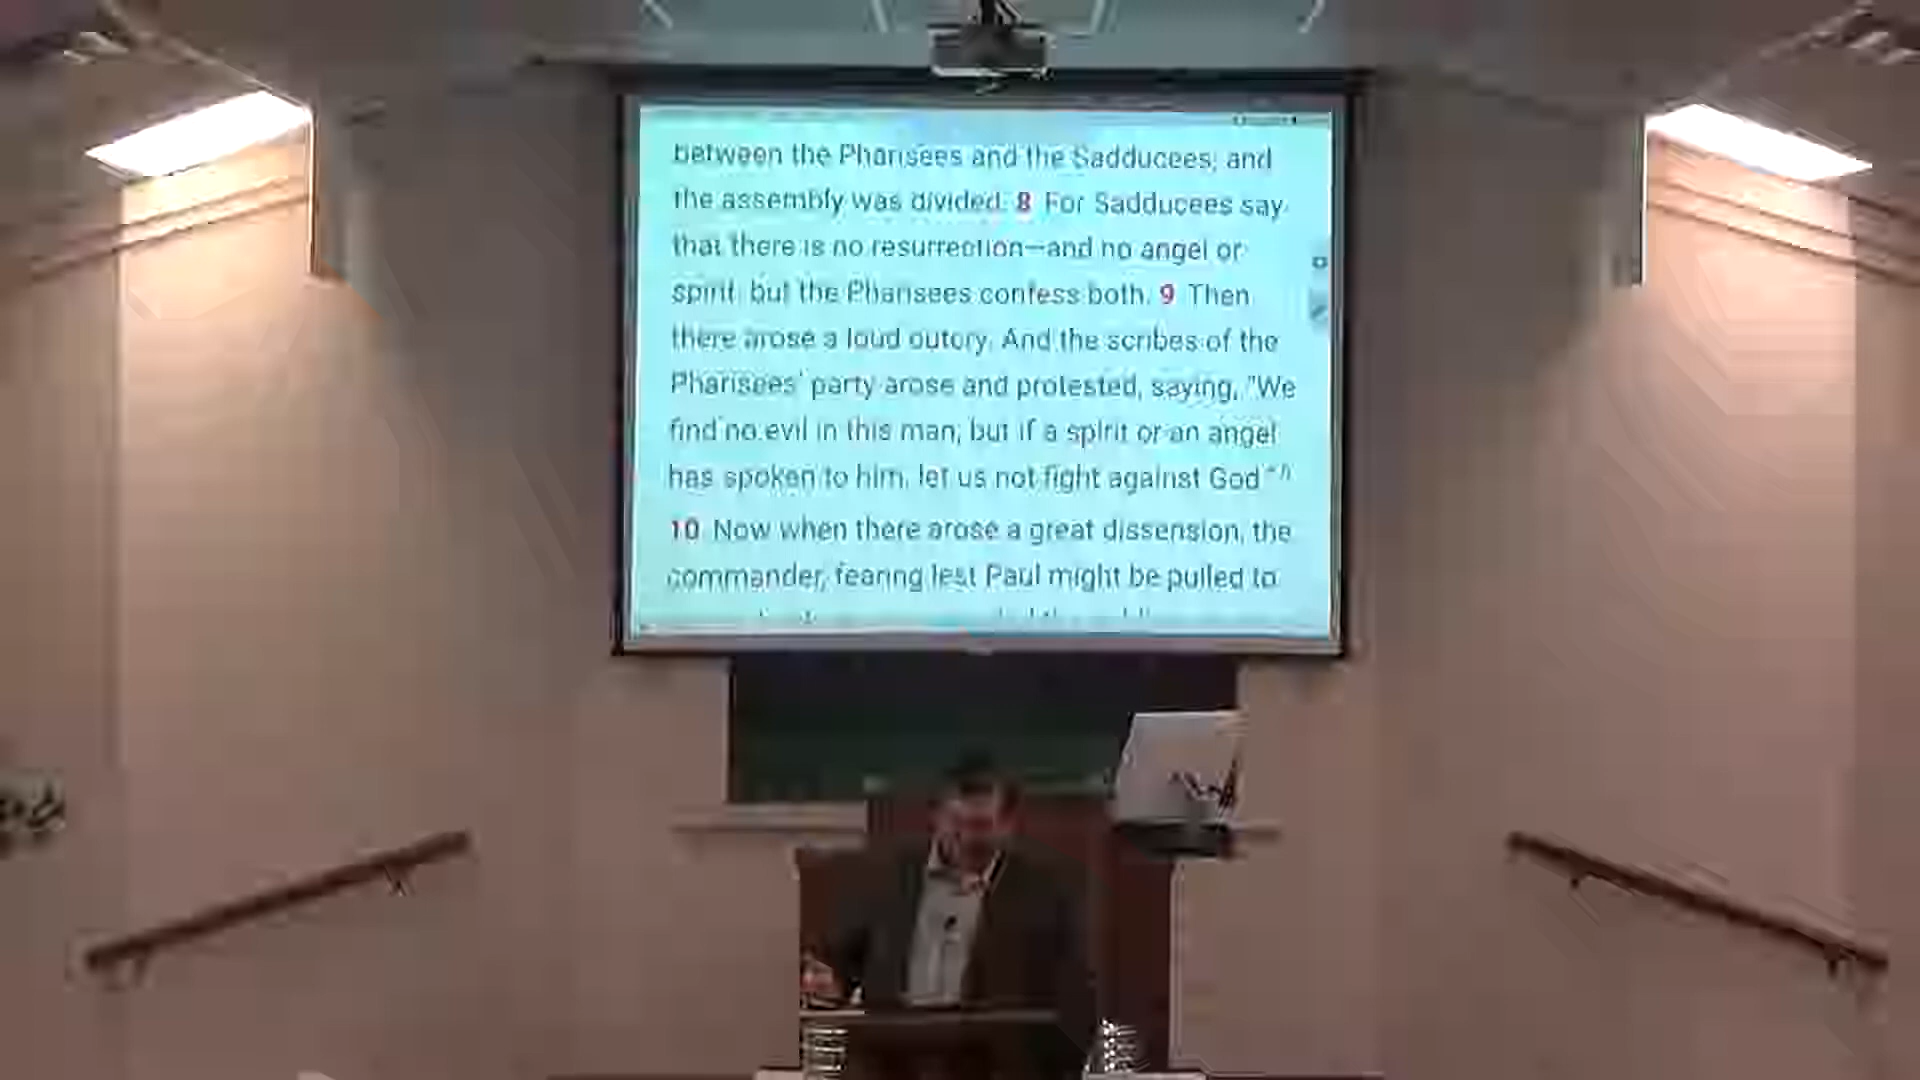 between the Pharisees and the Sadducees; and
the assembly was divided. 8 For Sadducees say
that there is no resurrection—and no angel or
spirit; but the Pharisees confess both. 9 Then
there arose a loud outcry. And the scribes of the
Pharisees' party arose and protested, saying, "We
find no evil in this man; but if a spirit or an angel
has spoken to him, let us not fight against God."
10 Now when there arose a great dissension, the
commander, fearing lest Paul might be pulled to